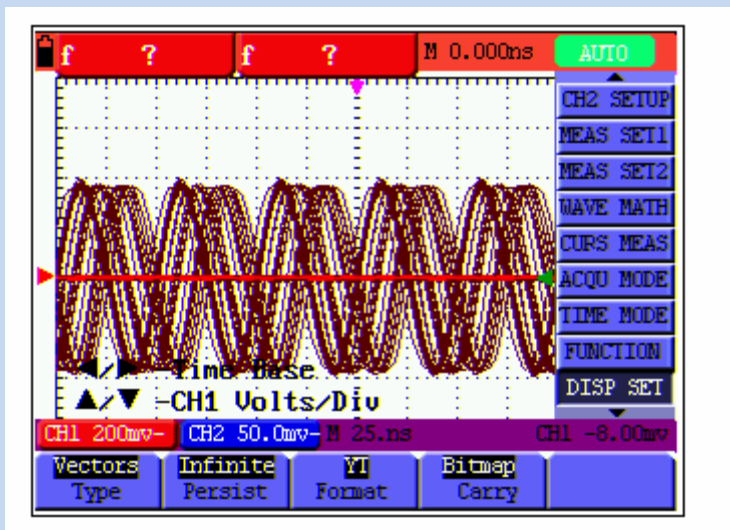 f ? f ? M 0.000ns AUTO
CH2 SETUP
MEAS SET1
MEAS SET2
WAVE MATH
CURS MEAS
ACQU MODE
TIME MODE
FUNCTION
DISP SET
◀/▶ -Time Base
▲/▼ -CH1 Volts/Div
CH1 200mv- CH2 50.0mv- M 25.ns CH1 -8.00mv
Vectors Infinite YT Bitmap
Type Persist Format Carry